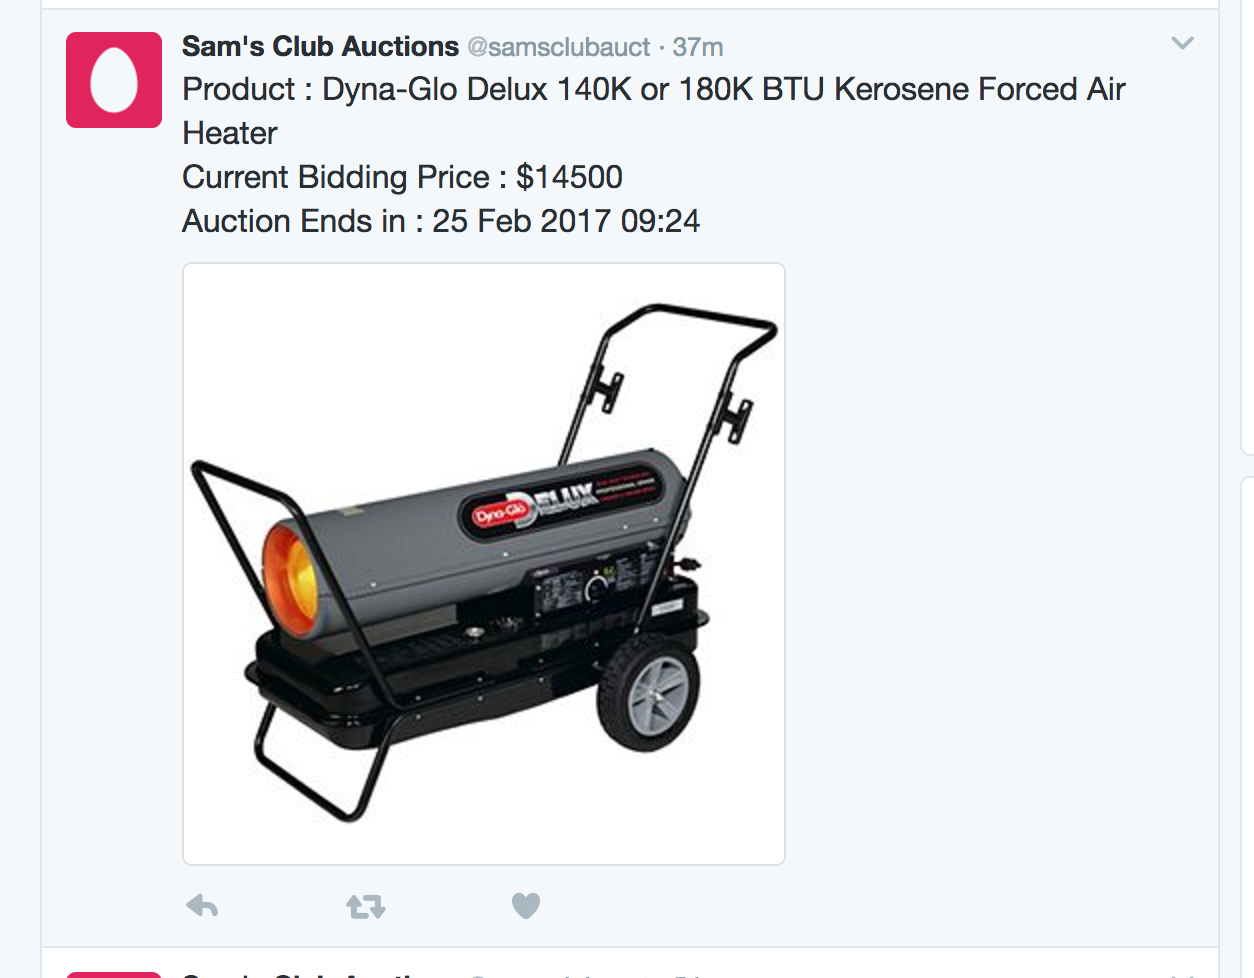 Sam's Club Auctions @samsclubauct · 37m
Product : Dyna-Glo Delux 140K or 180K BTU Kerosene Forced Air
Heater
Current Bidding Price : $14500
Auction Ends in : 25 Feb 2017 09:24
Dyna-Glo DELUX